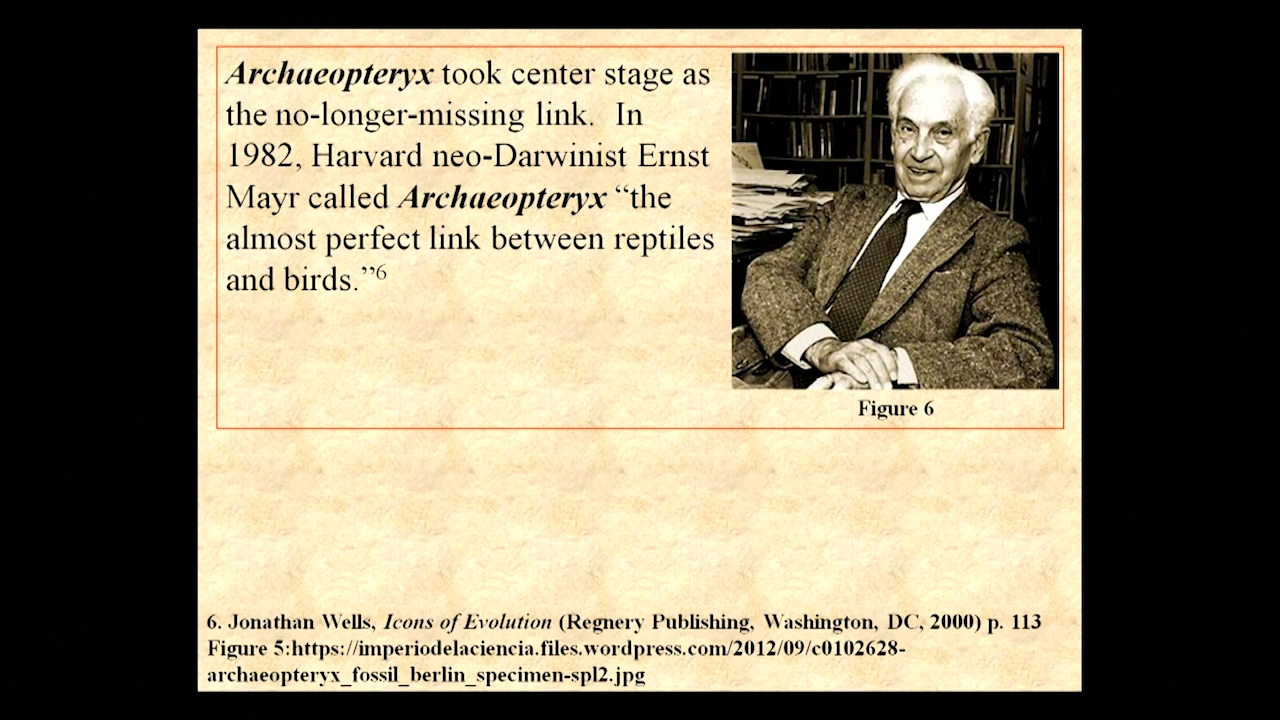 Archaeopteryx took center stage as
the no-longer-missing link.  In
1982, Harvard neo-Darwinist Ernst
Mayr called Archaeopteryx “the
almost perfect link between reptiles
and birds.”6
Figure 6
6. Jonathan Wells, Icons of Evolution (Regnery Publishing, Washington, DC, 2000) p. 113
Figure 5:https://imperiodelaciencia.files.wordpress.com/2012/09/c0102628-
archaeopteryx_fossil_berlin_specimen-spl2.jpg